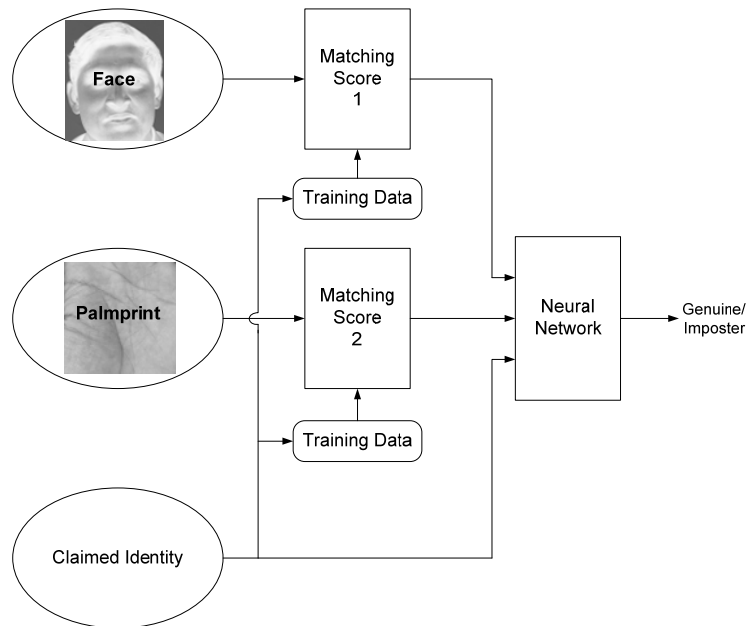 Face
Matching
Score
1
Training Data
Palmprint
Matching
Score
2
Neural
Network
Genuine/
Imposter
Training Data
Claimed Identity